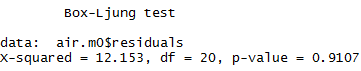 Box-Ljung test
data:  air.m0$residuals
X-squared = 12.153, df = 20, p-value = 0.9107